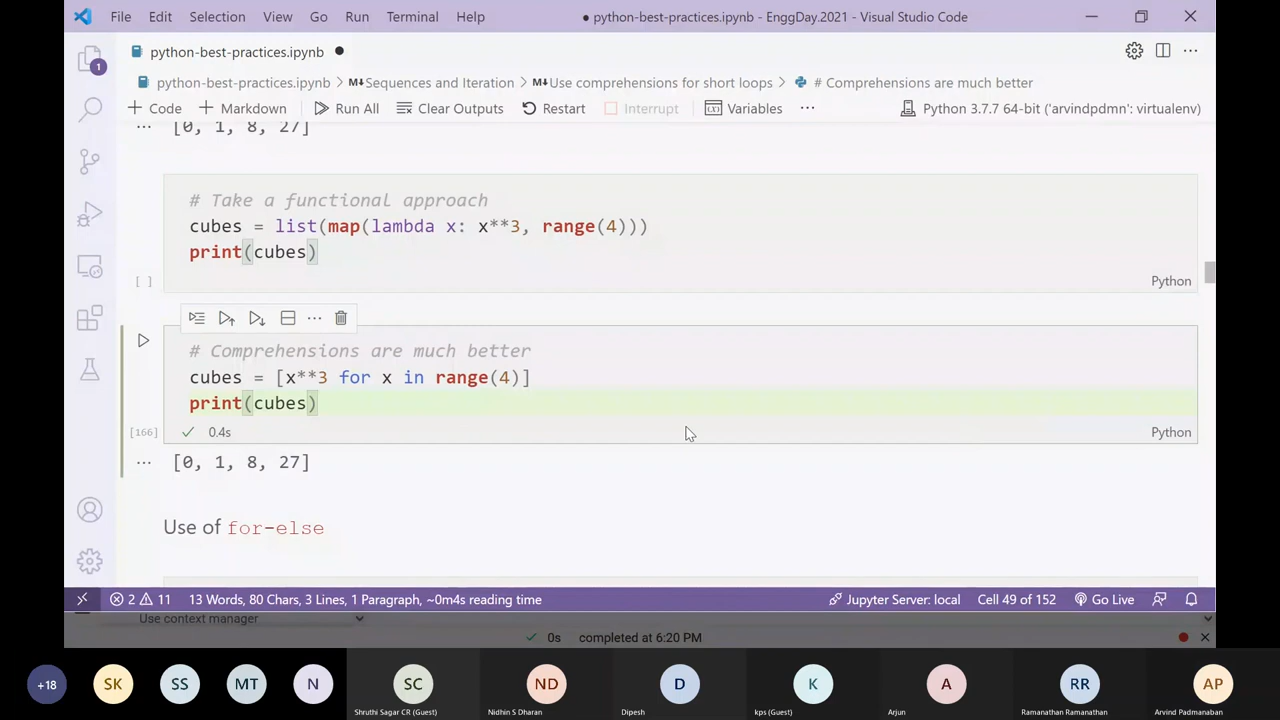 File Edit Selection View Go Run Terminal Help ● python-best-practices.ipynb - EnggDay.2021 - Visual Studio Code
python-best-practices.ipynb ●
python-best-practices.ipynb > M↓Sequences and Iteration > M↓Use comprehensions for short loops > # Comprehensions are much better
+ Code + Markdown Run All Clear Outputs Restart Interrupt Variables ... Python 3.7.7 64-bit ('arvindpdmn': virtualenv)
... [0, 1, 8, 27]
# Take a functional approach
cubes = list(map(lambda x: x**3, range(4)))
print(cubes)
[ ] Python
# Comprehensions are much better
cubes = [x**3 for x in range(4)]
print(cubes)
[166] 0.4s Python
... [0, 1, 8, 27]
Use of for-else
2 11 13 Words, 80 Chars, 3 Lines, 1 Paragraph, ~0m4s reading time Jupyter Server: local Cell 49 of 152 Go Live
Use context manager
0s completed at 6:20 PM
+18 SK SS MT N SC ND D K A RR AP
Shruthi Sagar CR (Guest) Nidhin S Dharan Dipesh kps (Guest) Arjun Ramanathan Ramanathan Arvind Padmanaban
1